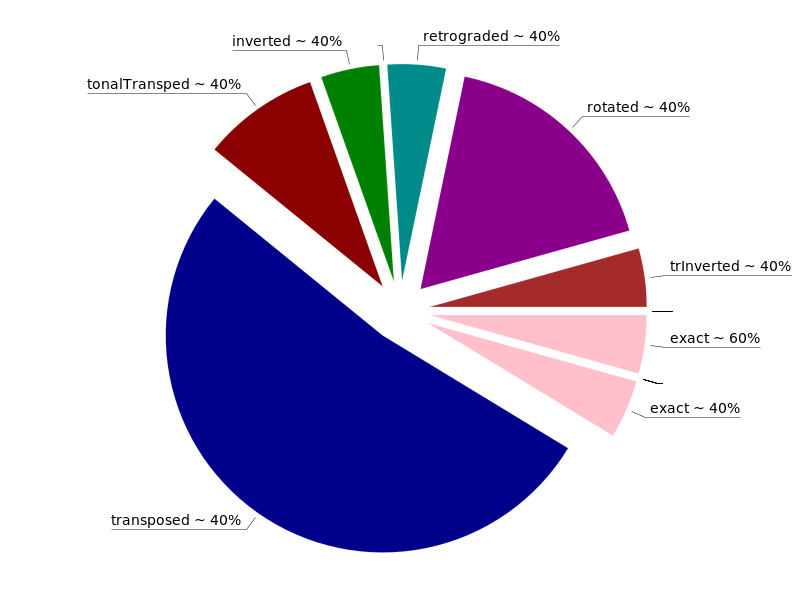 retrograded ~ 40%
inverted ~ 40%
tonalTransped ~ 40%
rotated ~ 40%
trInverted ~ 40%
exact ~ 60%
exact ~ 40%
transposed ~ 40%